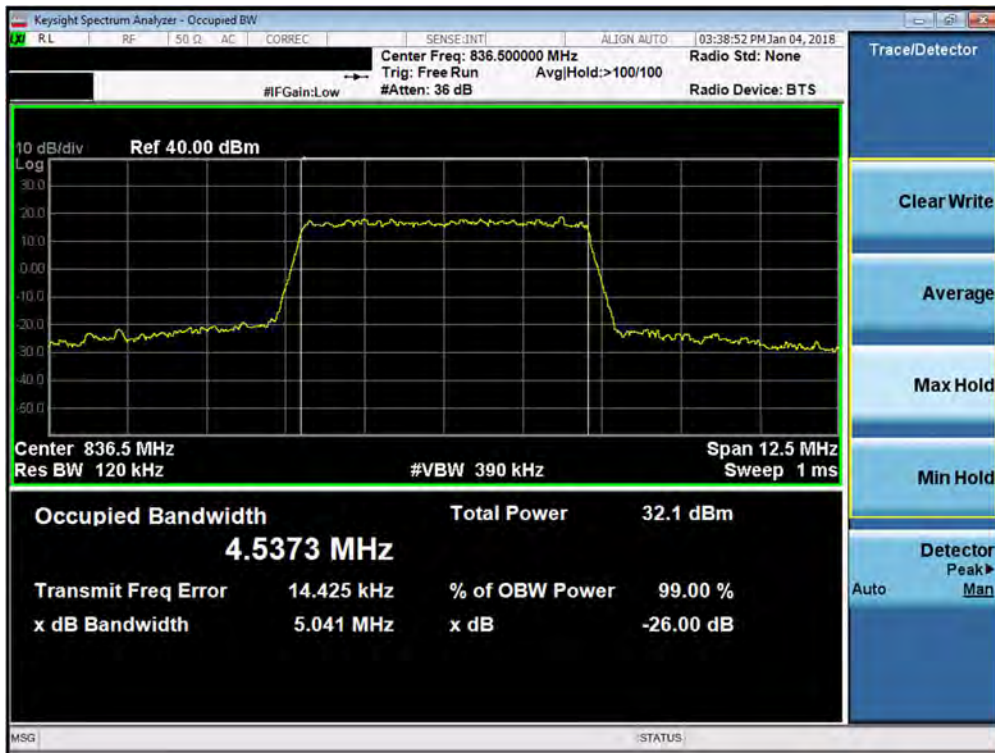 Keysight Spectrum Analyzer - Occupied BW
LXI RL RF 50 Ω AC CORREC SENSE:INT ALIGN AUTO 03:38:52 PM Jan 04, 2018
Center Freq: 836.500000 MHz Radio Std: None
Trig: Free Run Avg|Hold:>100/100
#IFGain:Low #Atten: 36 dB Radio Device: BTS
10 dB/div Ref 40.00 dBm
Log
30.0
20.0
10.0
0.00
-10.0
-20.0
-30.0
-40.0
-50.0
Center 836.5 MHz Span 12.5 MHz
Res BW 120 kHz #VBW 390 kHz Sweep 1 ms
Occupied Bandwidth Total Power 32.1 dBm
4.5373 MHz
Transmit Freq Error 14.425 kHz % of OBW Power 99.00 %
x dB Bandwidth 5.041 MHz x dB -26.00 dB
Trace/Detector
Clear Write
Average
Max Hold
Min Hold
Detector
Peak▶
Auto Man
MSG STATUS